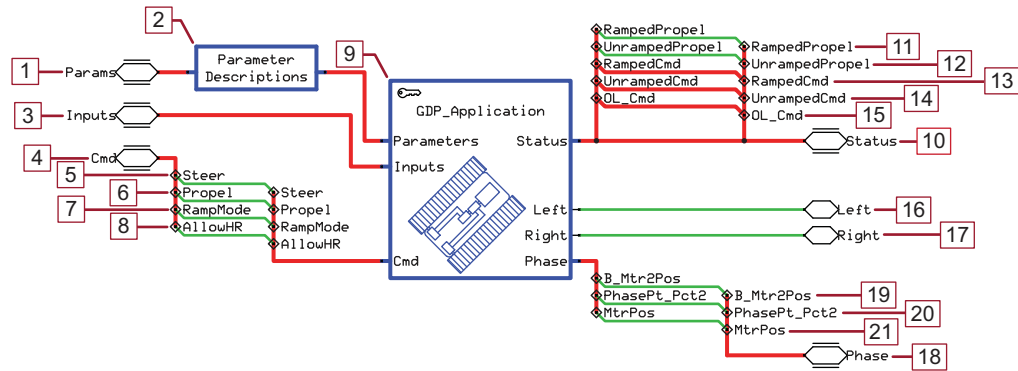 2
9
RampedPropel
UnrampedPropel
RampedCmd
UnrampedCmd
OL_Cmd
RampedPropel
11
UnrampedPropel
12
RampedCmd
13
UnrampedCmd
14
OL_Cmd
15
1
Params
Parameter
Descriptions
3
Inputs
GDP_Application
Parameters
Inputs
Status
Status
10
4
Cmd
5
Steer
6
Propel
7
RampMode
8
AllowHR
Steer
Propel
RampMode
AllowHR
Cmd
Left
Left
16
Right
Right
17
Phase
B_Mtr2Pos
PhasePt_Pct2
MtrPos
B_Mtr2Pos
19
PhasePt_Pct2
20
MtrPos
21
Phase
18